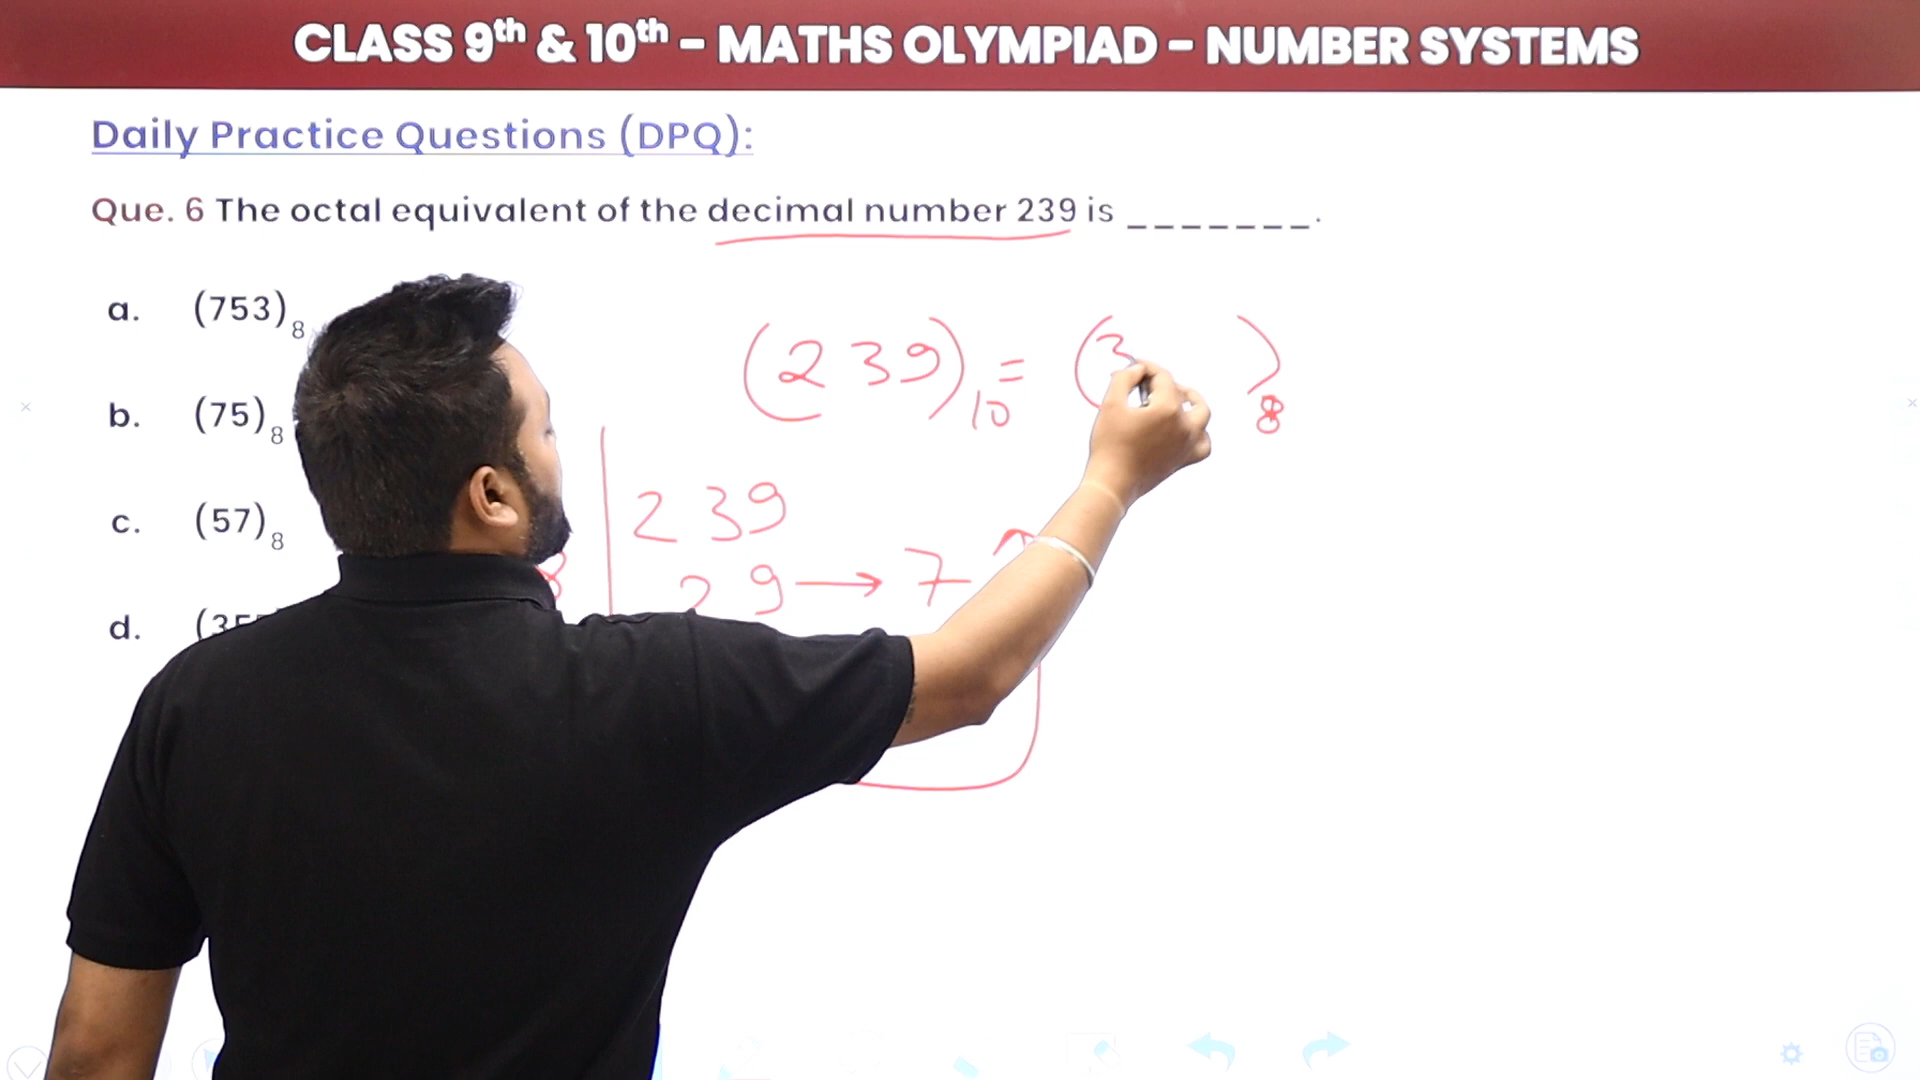 CLASS 9th & 10th – MATHS OLYMPIAD – NUMBER SYSTEMS
Daily Practice Questions (DPQ):
Que. 6 The octal equivalent of the decimal number 239 is _______.
a. (753)8
(239)10 = (3 )8
b. (75)8
239
c. (57)8
8 29 → 7
d.